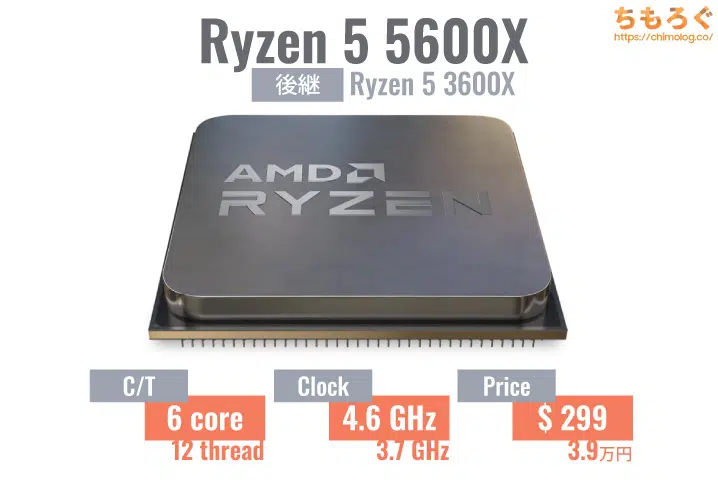 ちもろぐ
https://chimolog.co/
Ryzen 5 5600X
後継 Ryzen 5 3600X
AMD
RYZEN
C/T Clock Price
6 core 4.6 GHz $ 299
12 thread 3.7 GHz 3.9万円